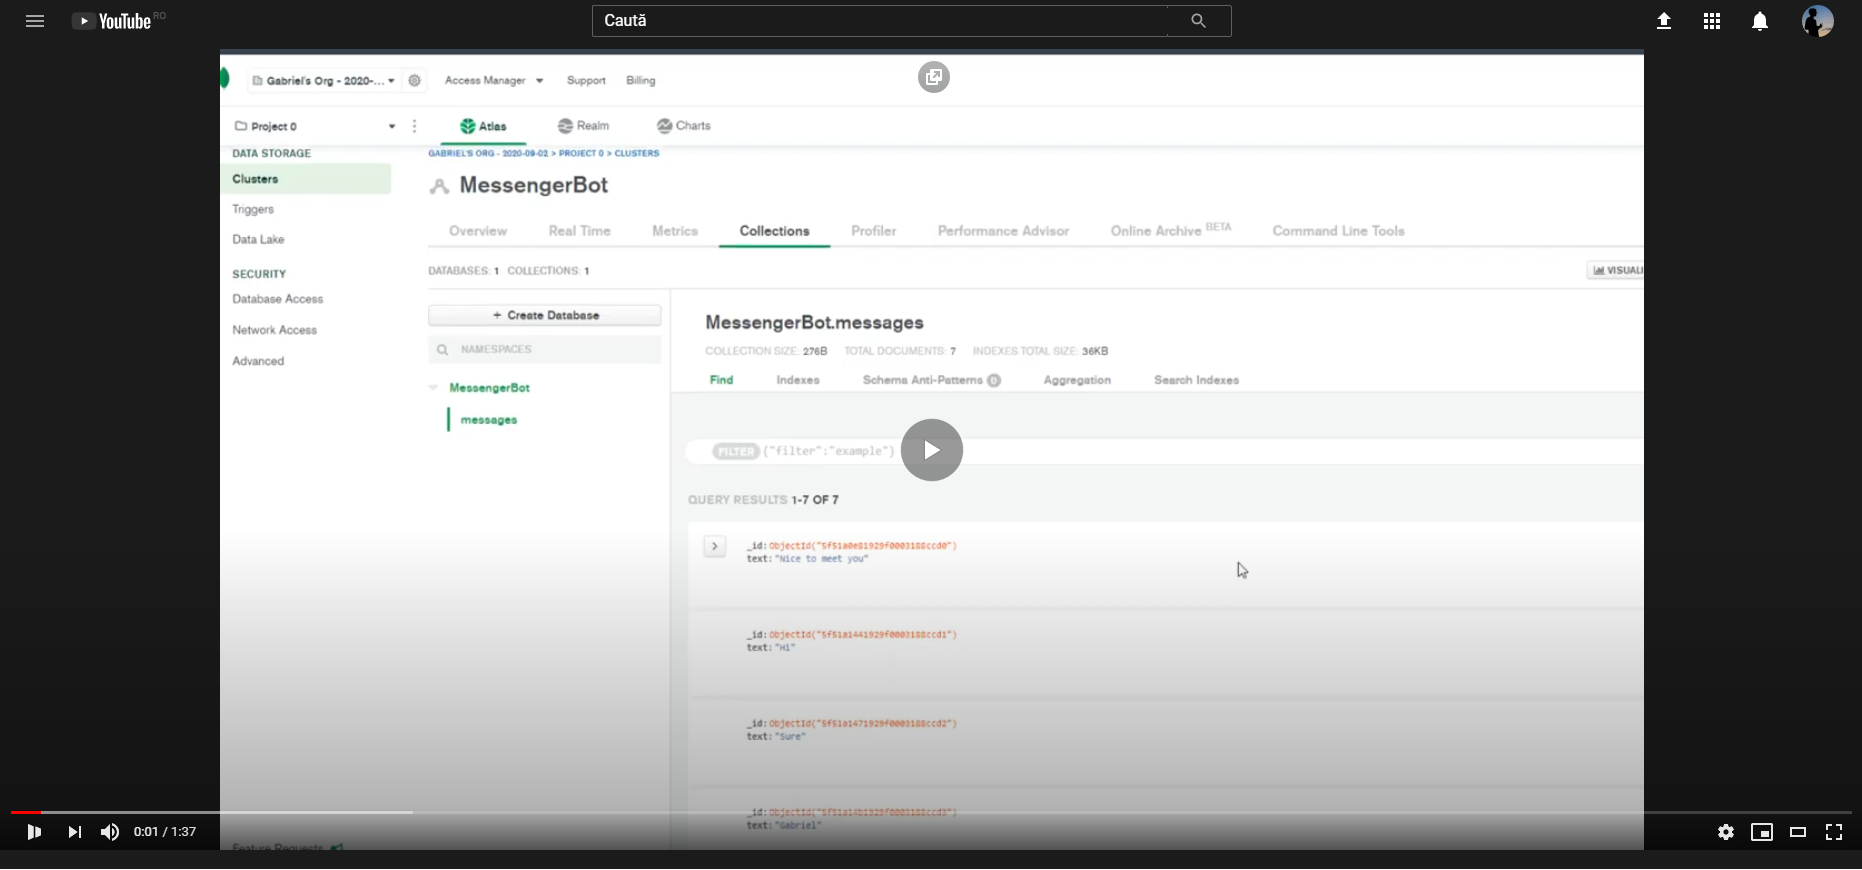 YouTube RO
Caută
Gabriel's Org - 2020-...
Access Manager
Support
Billing
Project 0
Atlas
Realm
Charts
DATA STORAGE
Clusters
Triggers
Data Lake
SECURITY
Database Access
Network Access
Advanced
GABRIEL'S ORG - 2020-09-02 > PROJECT 0 > CLUSTERS
MessengerBot
Overview
Real Time
Metrics
Collections
Profiler
Performance Advisor
Online Archive BETA
Command Line Tools
DATABASES: 1 COLLECTIONS: 1
VISUALI
+ Create Database
NAMESPACES
MessengerBot
messages
MessengerBot.messages
COLLECTION SIZE: 276B TOTAL DOCUMENTS: 7 INDEXES TOTAL SIZE: 36KB
Find
Indexes
Schema Anti-Patterns 0
Aggregation
Search Indexes
FILTER {"filter":"example"}
QUERY RESULTS 1-7 OF 7
_id:ObjectId("5f51a0e81929f0003188ccd0")
text:"Nice to meet you"
_id:ObjectId("5f51a1441929f0003188ccd1")
text:"Hi"
_id:ObjectId("5f51a1471929f0003188ccd2")
text:"Sure"
_id:ObjectId("5f51a14b1929f0003188ccd3")
text:"Gabriel"
Feature Requests
0:01 / 1:37